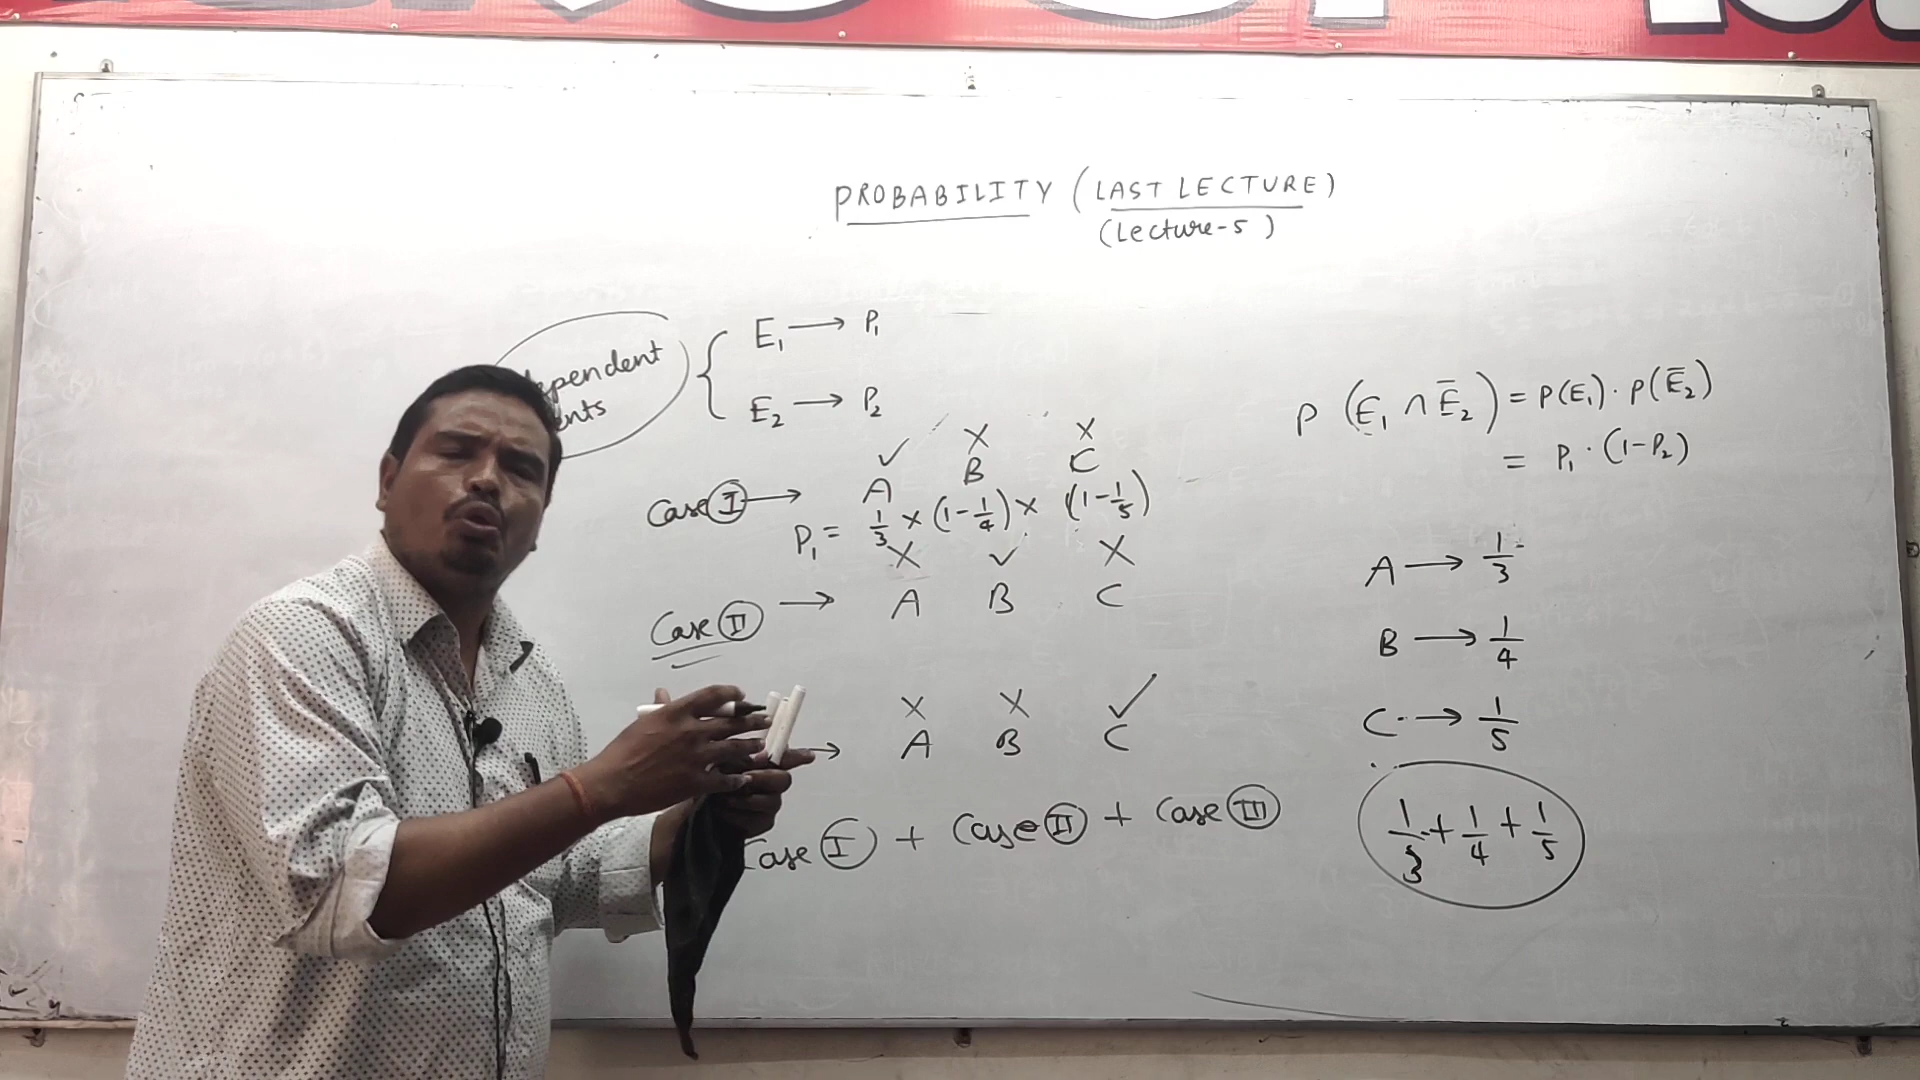 PROBABILITY (LAST LECTURE)
(Lecture-5)
E₁ → P₁
E₂ → P₂
P (E₁ ∩ E̅₂) = P(E₁) · P(E̅₂)
= P₁ · (1-P₂)
✓ × ×
Case Ⓘ → A B C
P₁ = 1/3 × (1-1/4) × (1-1/5)
× ✓ ×
Case Ⓘⓘ → A B C
× × ✓
→ A B C
Case Ⓘ + Case Ⓘⓘ + Case Ⓘⓘⓘ
A → 1/3
B → 1/4
C → 1/5
1/3 + 1/4 + 1/5